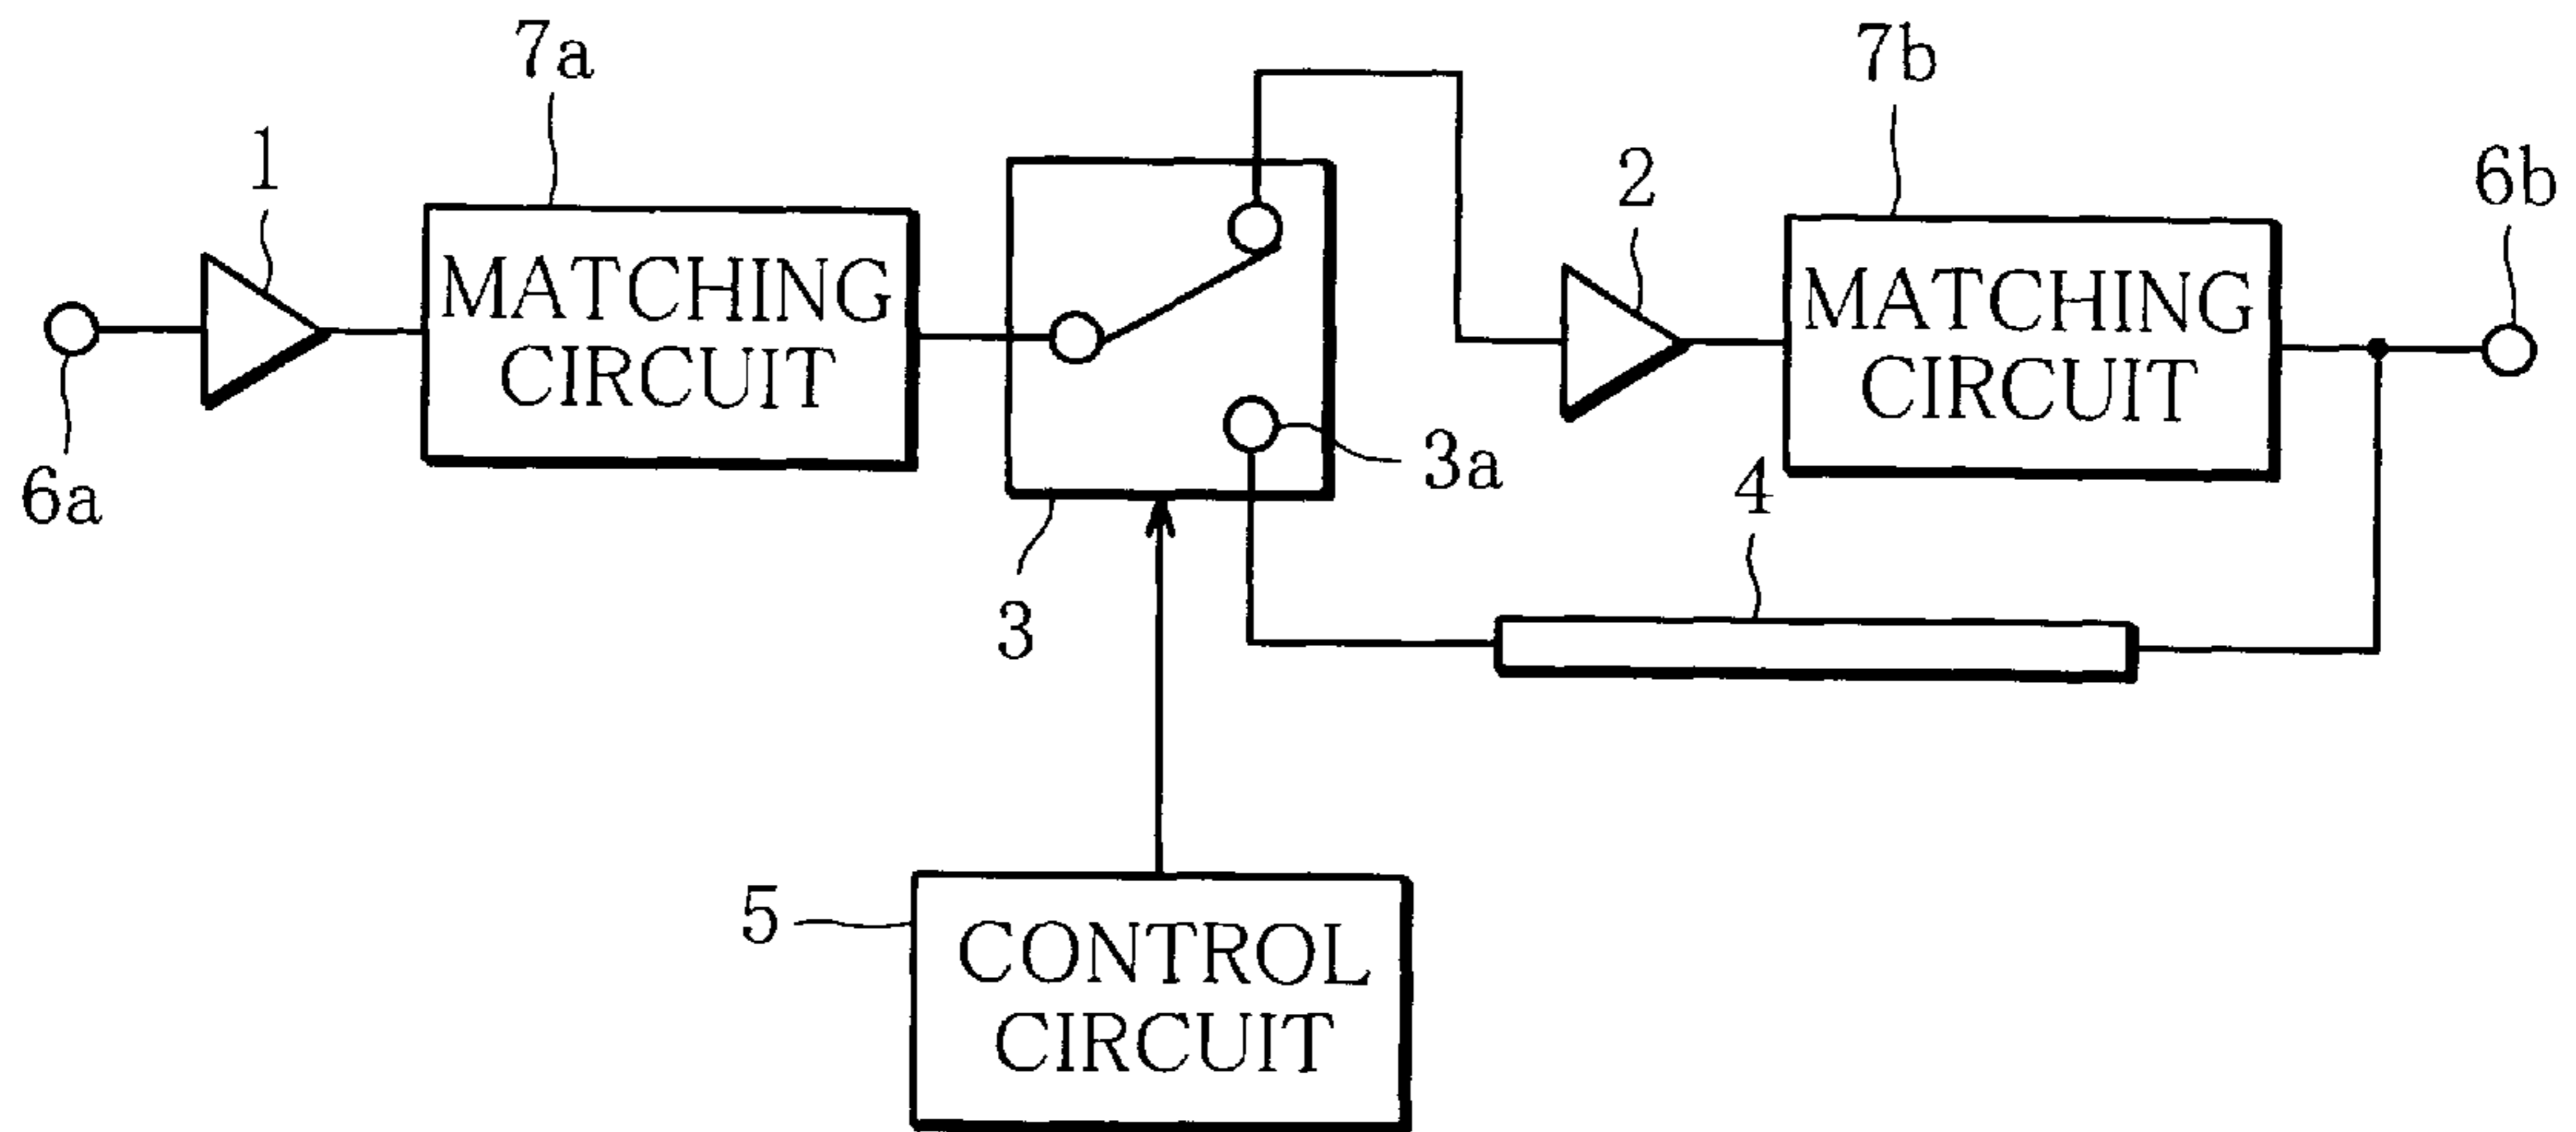 7a
7b
1
2
6b
MATCHING
CIRCUIT
MATCHING
CIRCUIT
6a
3a
4
3
5
CONTROL
CIRCUIT